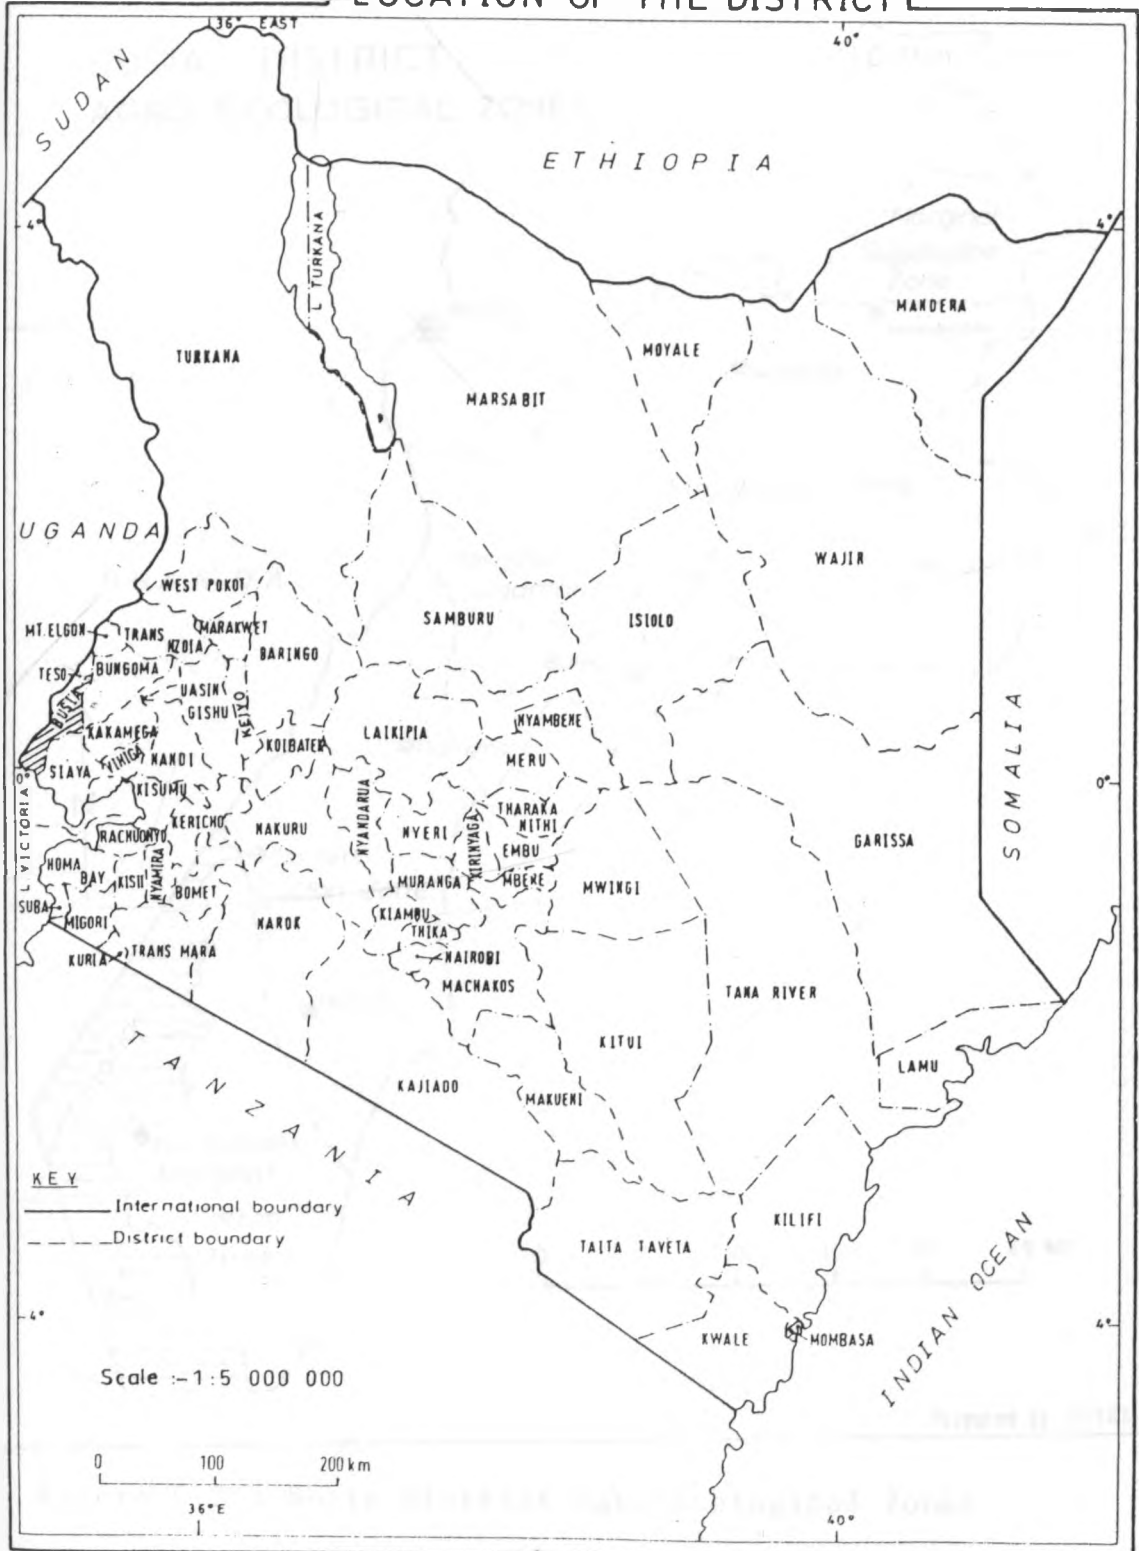 LOCATION OF THE DISTRICT
36° EAST
40°
SUDAN
ETHIOPIA
4°
4°
L TURKANA
MANDERA
TURKANA
MOYALE
MARSABIT
UGANDA
WAJIR
WEST POKOT
SAMBURU
ISIOLO
MT.ELGON
TRANS
NZOIA
MARAKWET
BARINGO
TESO
BUNGOMA
UASIN
GISHU
KEIYO
BUSIA
NYAMBENE
KAKAMEGA
LAIKIPIA
KOIBATEK
SOMALIA
VIHIGA
NANDI
MERU
SIAYA
0°
0°
KISUMU
L VICTORIA
NYANDARUA
THARAKA
NITHI
KERICHO
NAKURU
NYERI
KIRINYAGA
RACHUONYO
GARISSA
EMBU
HOMA
BAY
KISII
NYAMIRA
BOMET
MURANGA
MBERE
MWINGI
SUBA
MIGORI
NAROK
KIAMBU
THIKA
KURIA
TRANS MARA
NAIROBI
MACHAKOS
TANA RIVER
KITUI
TANZANIA
LAMU
KAJIADO
MAKUENI
KEY
International boundary
District boundary
KILIFI
TAITA TAVETA
INDIAN OCEAN
4°
4°
KWALE
MOMBASA
Scale :-1:5 000 000
0 100 200 km
36°E
40°